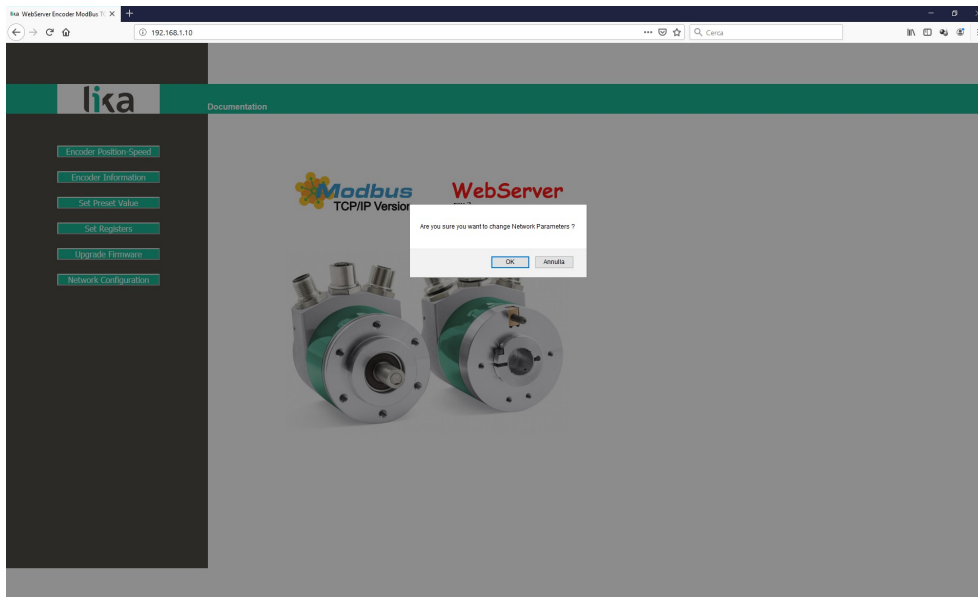 lika WebServer Encoder ModBus TC
192.168.1.10
Cerca
lika
Documentation
Encoder Position-Speed
Encoder Information
Set Preset Value
Set Registers
Upgrade Firmware
Network Configuration
Modbus
TCP/IP Version
WebServer
Are you sure you want to change Network Parameters ?
OK
Annulla